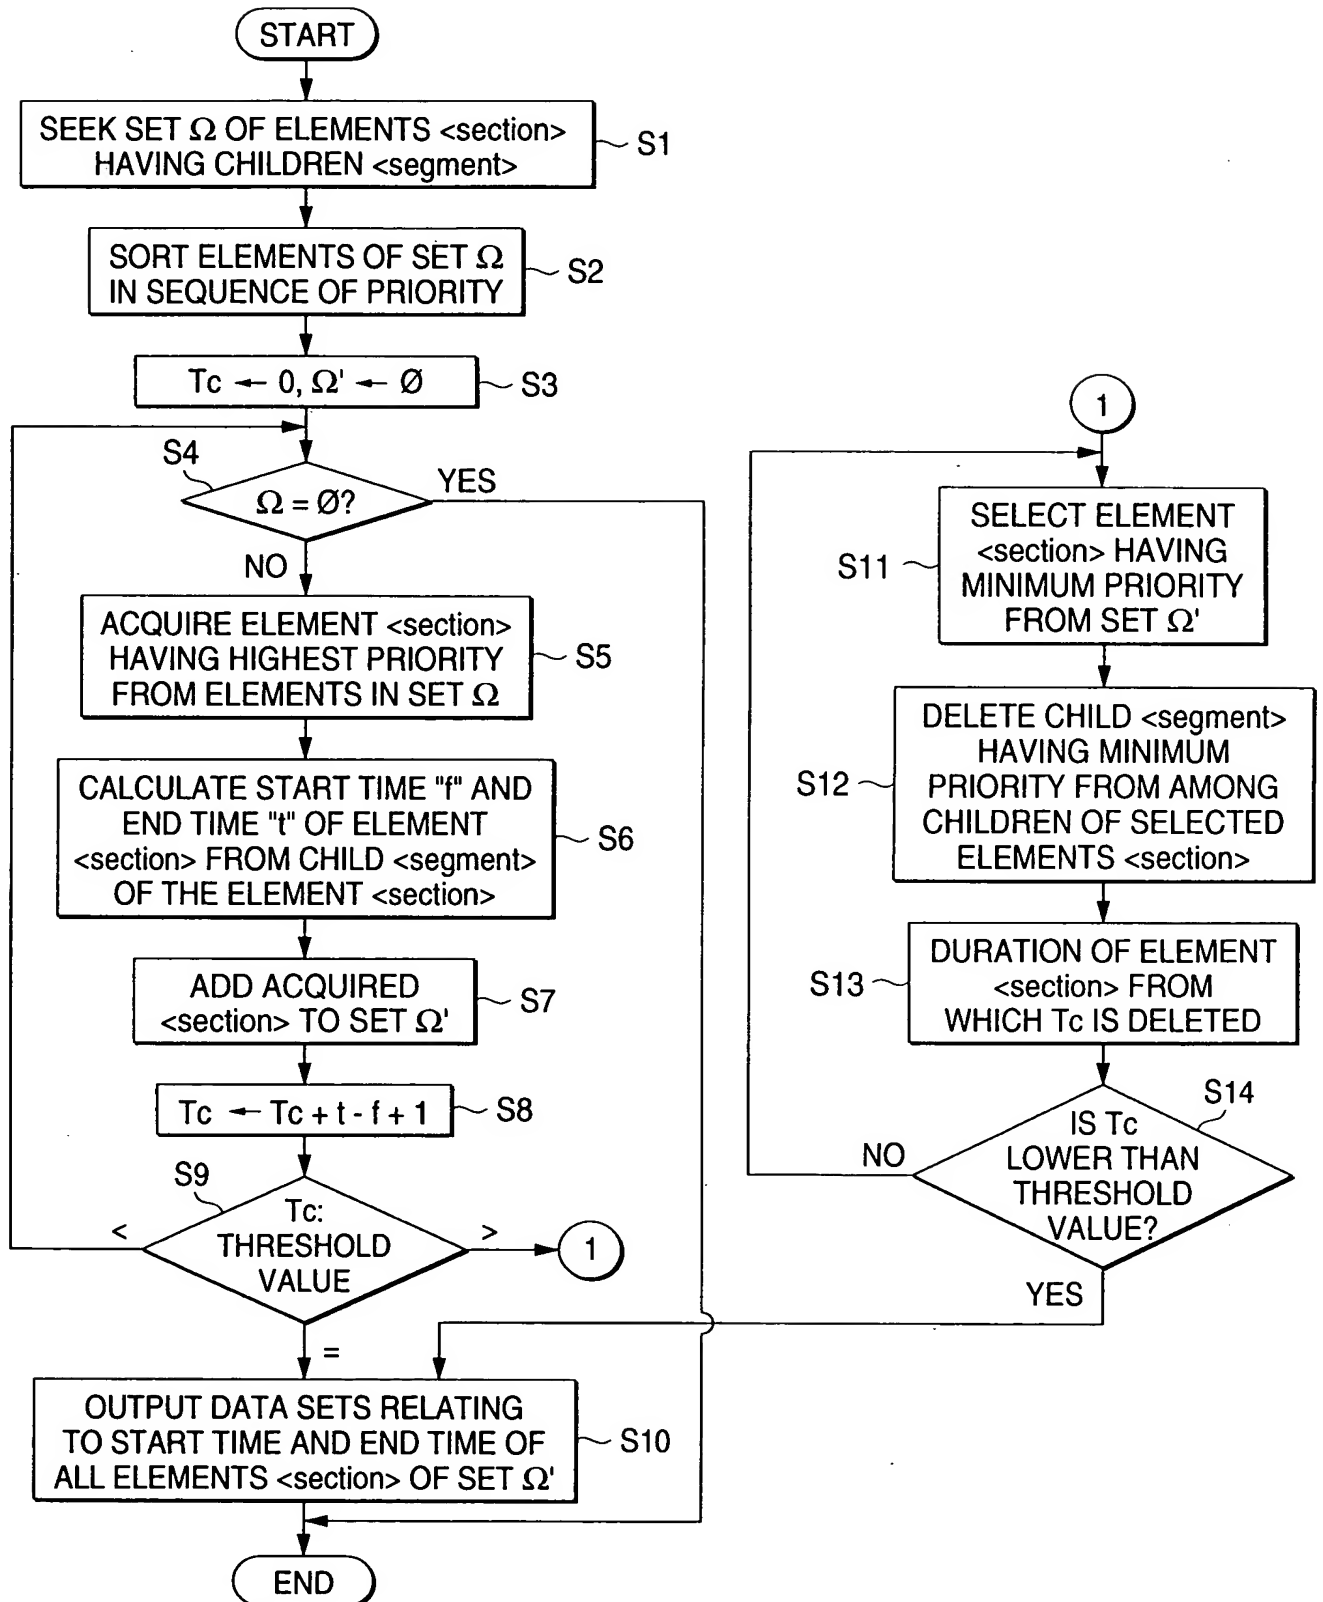 START
SEEK SET Ω OF ELEMENTS <section>
HAVING CHILDREN <segment>
S1
SORT ELEMENTS OF SET Ω
IN SEQUENCE OF PRIORITY
S2
Tc ← 0, Ω' ← Ø
S3
S4
Ω = Ø?
YES
NO
ACQUIRE ELEMENT <section>
HAVING HIGHEST PRIORITY
FROM ELEMENTS IN SET Ω
S5
CALCULATE START TIME "f" AND
END TIME "t" OF ELEMENT
<section> FROM CHILD <segment>
OF THE ELEMENT <section>
S6
ADD ACQUIRED
<section> TO SET Ω'
S7
Tc ← Tc + t - f + 1
S8
S9
Tc:
THRESHOLD
VALUE
<
>
1
=
OUTPUT DATA SETS RELATING
TO START TIME AND END TIME OF
ALL ELEMENTS <section> OF SET Ω'
S10
END
1
SELECT ELEMENT
<section> HAVING
MINIMUM PRIORITY
FROM SET Ω'
S11
DELETE CHILD <segment>
HAVING MINIMUM
PRIORITY FROM AMONG
CHILDREN OF SELECTED
ELEMENTS <section>
S12
DURATION OF ELEMENT
<section> FROM
WHICH Tc IS DELETED
S13
S14
IS Tc
LOWER THAN
THRESHOLD
VALUE?
NO
YES